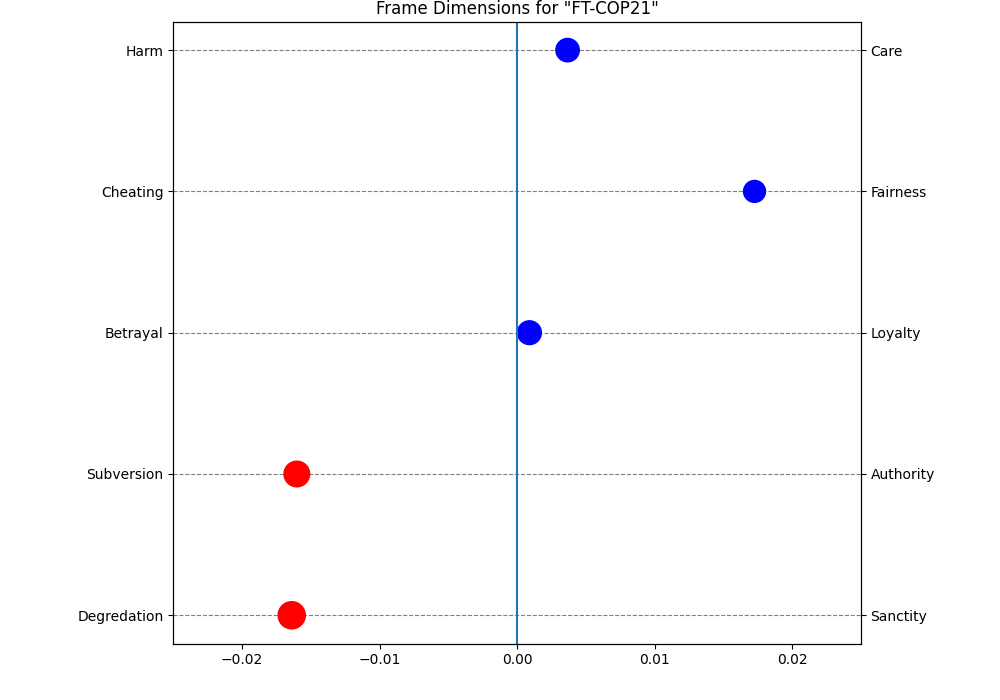 Frame Dimensions for "FT-COP21"
Harm
Care
Cheating
Fairness
Betrayal
Loyalty
Subversion
Authority
Degredation
Sanctity
−0.02
−0.01
0.00
0.01
0.02